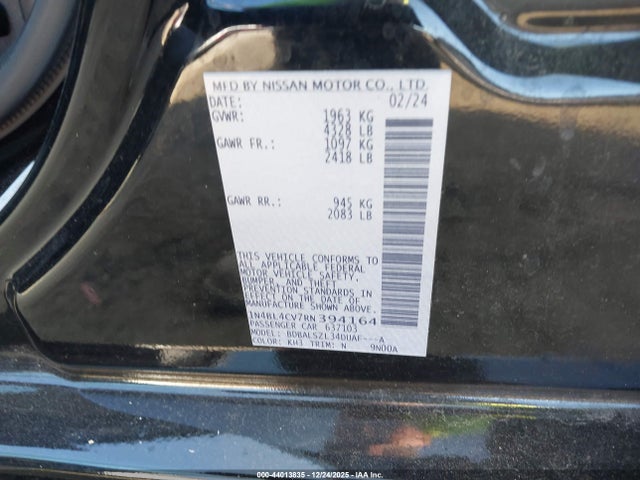 MFD BY NISSAN MOTOR CO., LTD.
DATE: 02/24
GVWR: 1963 KG
4328 LB
GAWR FR.: 1097 KG
2418 LB
GAWR RR.: 945 KG
2083 LB
THIS VEHICLE CONFORMS TO
ALL APPLICABLE FEDERAL
MOTOR VEHICLE SAFETY,
BUMPER, AND THEFT
PREVENTION STANDARDS IN
EFFECT ON THE DATE OF
MANUFACTURE SHOWN ABOVE.
1N4BL4CV7RN394164
PASSENGER CAR 637103
MODEL: BDBALSZL34DUAF---A
COLOR: KH3 TRIM: N 9N00A
000-44013835 - 12/24/2025 - IAA Holdings, LLC.